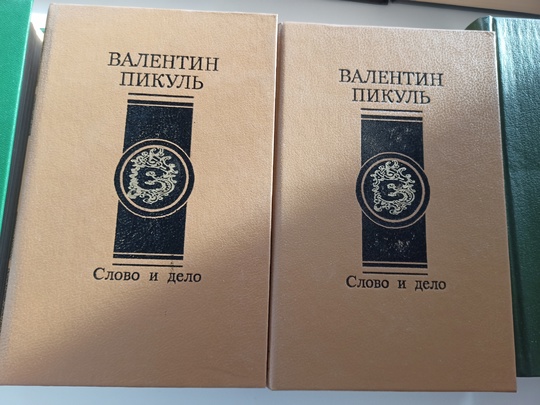 ВАЛЕНТИН
ПИКУЛЬ
Слово и дело
ВАЛЕНТИН
ПИКУЛЬ
Слово и дело